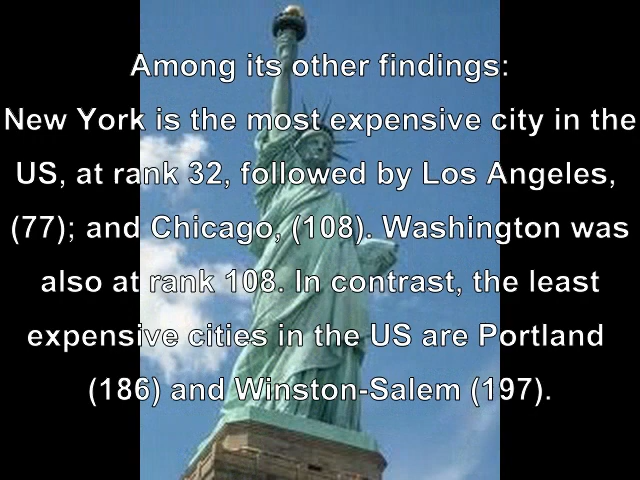 Among its other findings:
New York is the most expensive city in the
US, at rank 32, followed by Los Angeles,
(77); and Chicago, (108). Washington was
also at rank 108. In contrast, the least
expensive cities in the US are Portland
(186) and Winston-Salem (197).